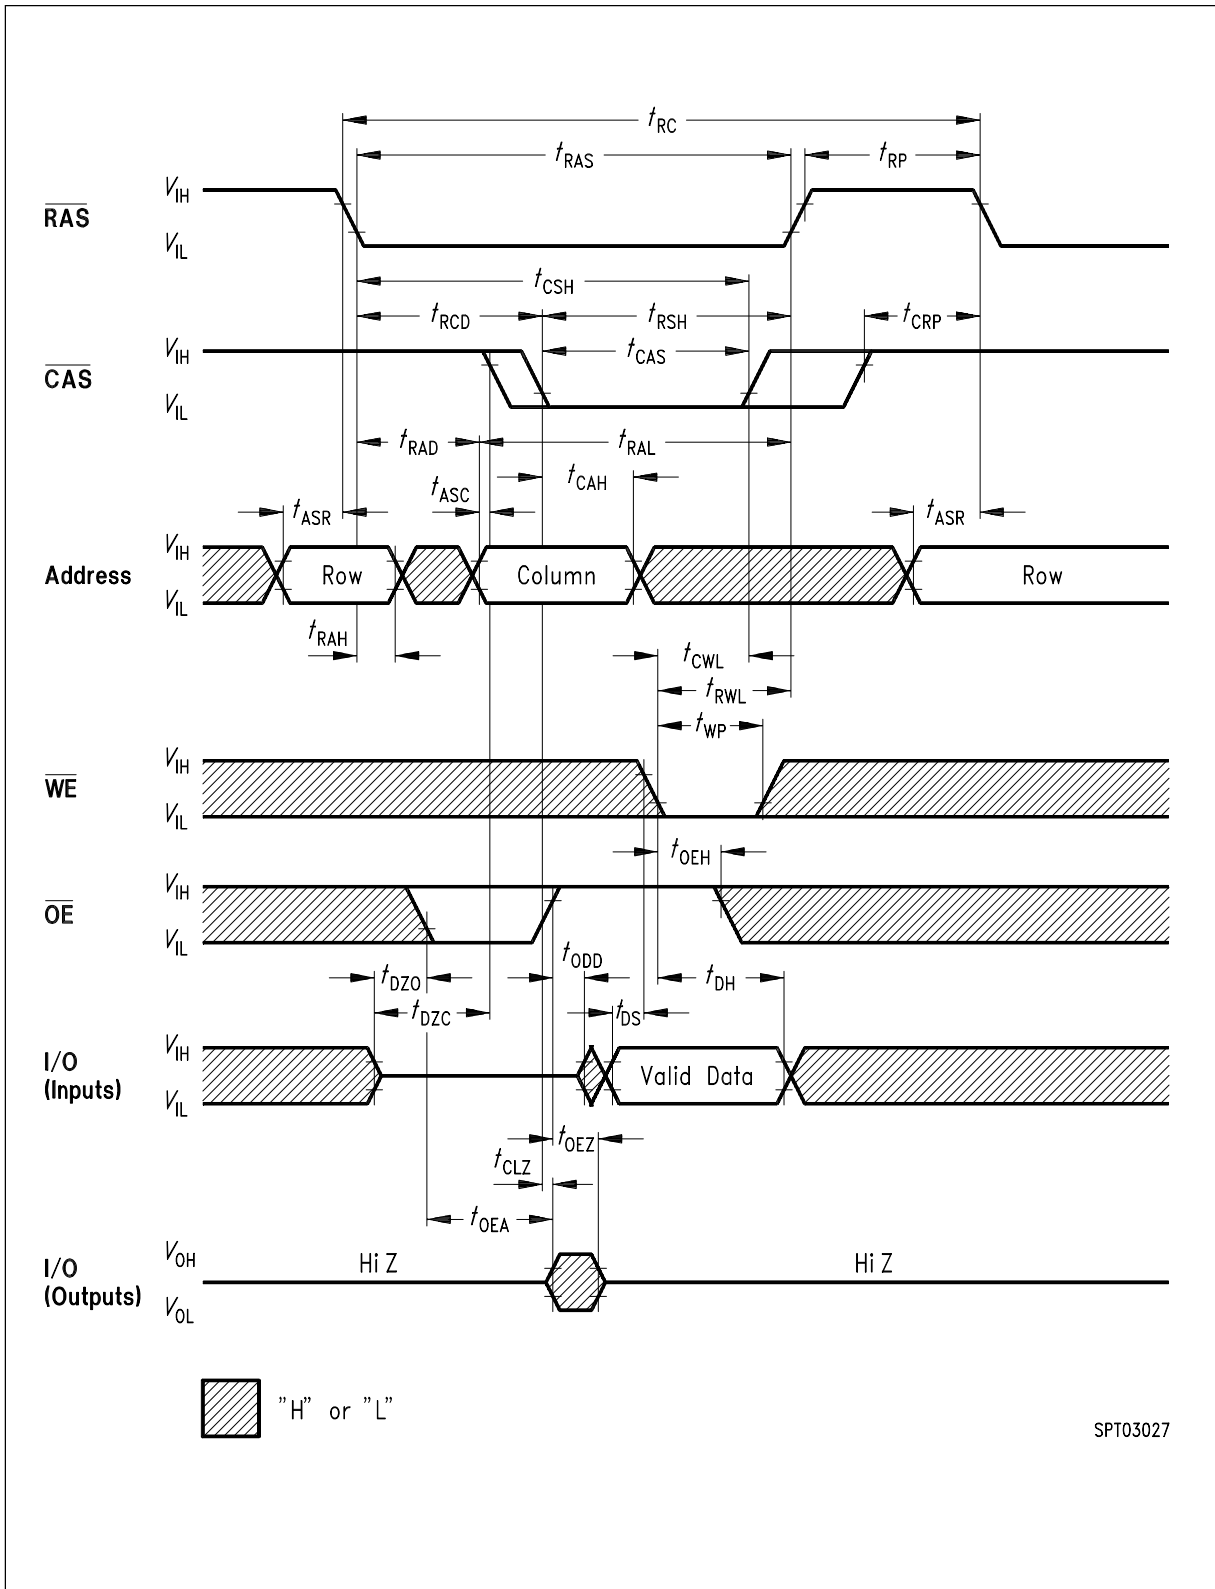 tRC
tRAS
tRP
VIH
RAS
VIL
tCSH
tRCD
tRSH
tCRP
VIH
tCAS
CAS
VIL
tRAD
tRAL
tCAH
tASC
tASR
tASR
VIH
Address
Row
Column
Row
VIL
tRAH
tCWL
tRWL
tWP
VIH
WE
VIL
tOEH
VIH
OE
VIL
tODD
tDZO
tDH
tDZC
tDS
VIH
I/O
(Inputs)
Valid Data
VIL
tOEZ
tCLZ
tOEA
VOH
Hi Z
Hi Z
I/O
(Outputs)
VOL
"H" or "L"
SPT03027